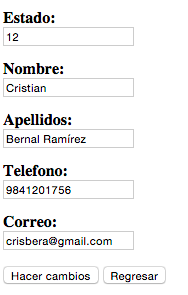 Estado:
12
Nombre:
Cristian
Apellidos:
Bernal Ramírez
Telefono:
9841201756
Correo:
crisbera@gmail.com
Hacer cambios Regresar